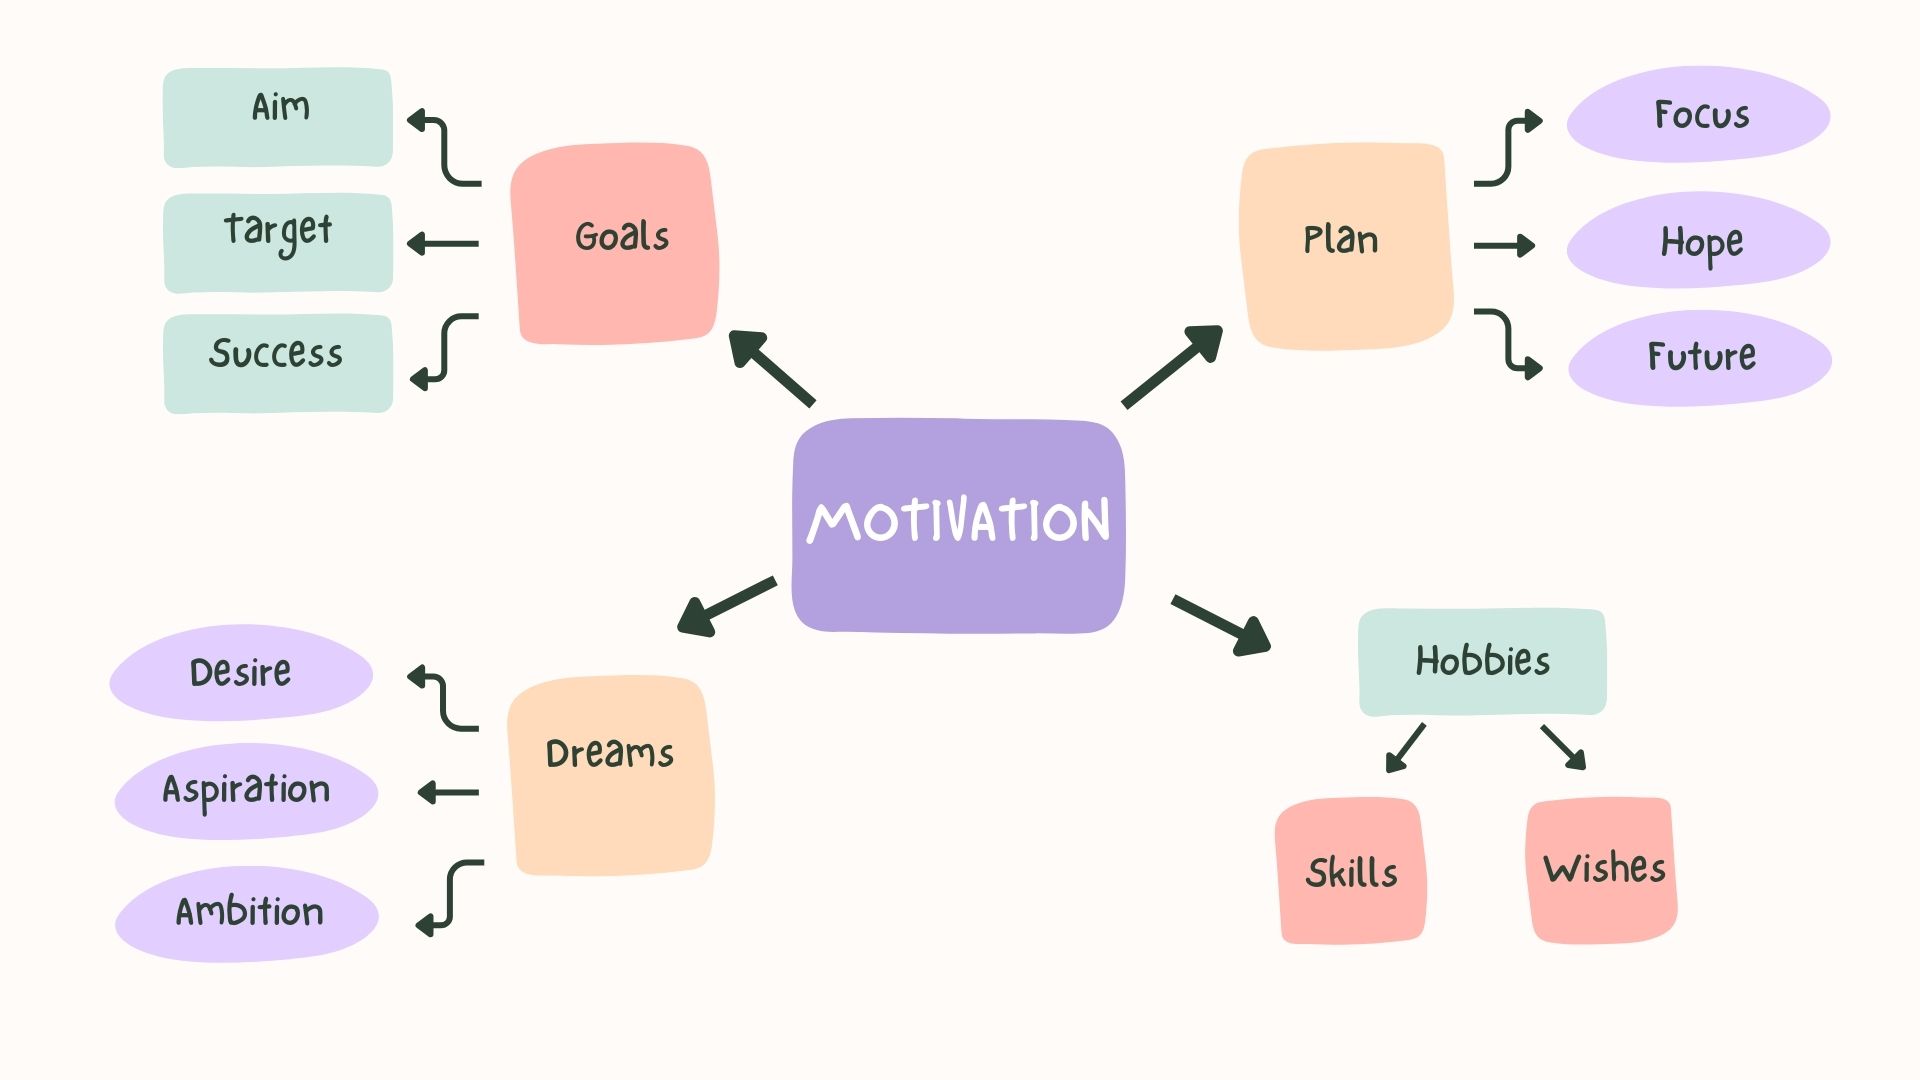 Aim
Target
Success
Goals
Plan
Focus
Hope
Future
MOTIVATION
Desire
Aspiration
Ambition
Dreams
Hobbies
Skills
Wishes